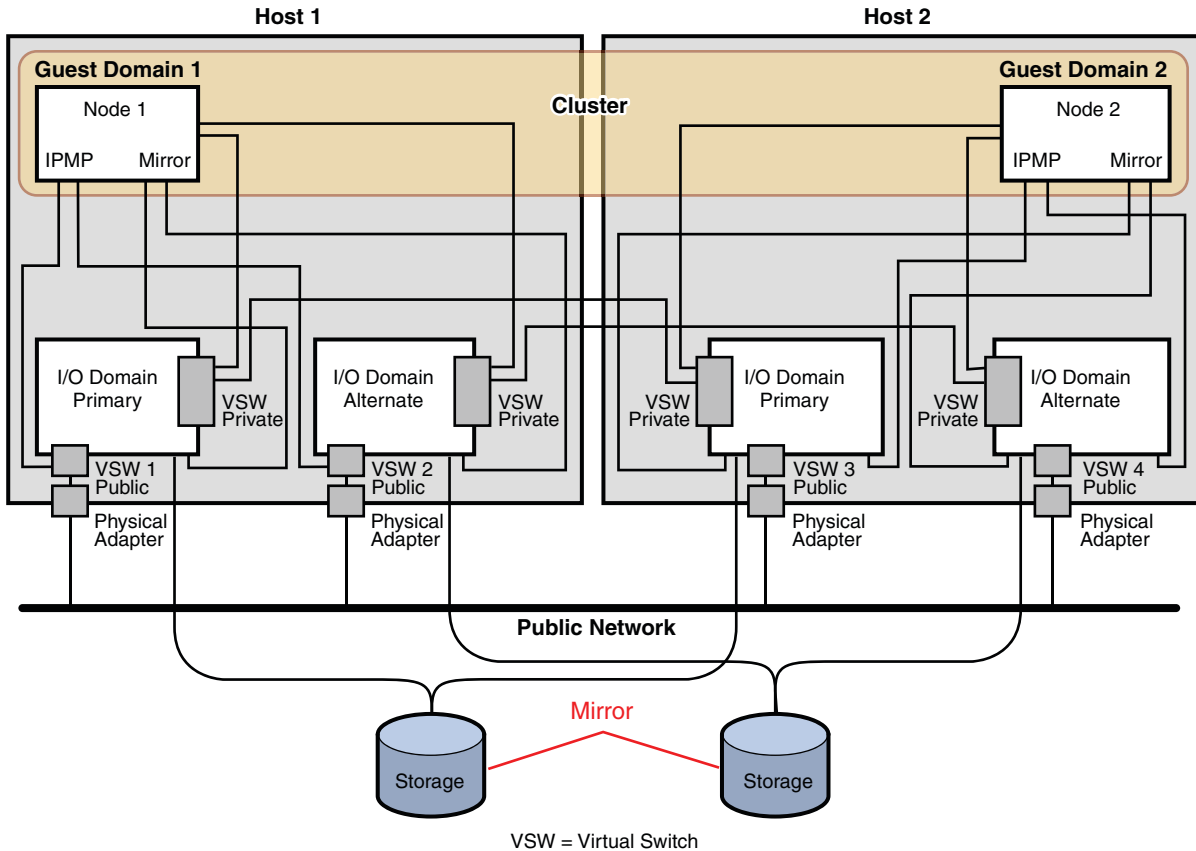 Host 1
Host 2
Guest Domain 1
Guest Domain 2
Cluster
Node 1
IPMP Mirror
Node 2
IPMP Mirror
I/O Domain
Primary
VSW
Private
I/O Domain
Alternate
VSW
Private
VSW
Private
I/O Domain
Primary
VSW
Private
I/O Domain
Alternate
VSW 1
Public
VSW 2
Public
VSW 3
Public
VSW 4
Public
Physical
Adapter
Physical
Adapter
Physical
Adapter
Physical
Adapter
Public Network
Mirror
Storage
Storage
VSW = Virtual Switch